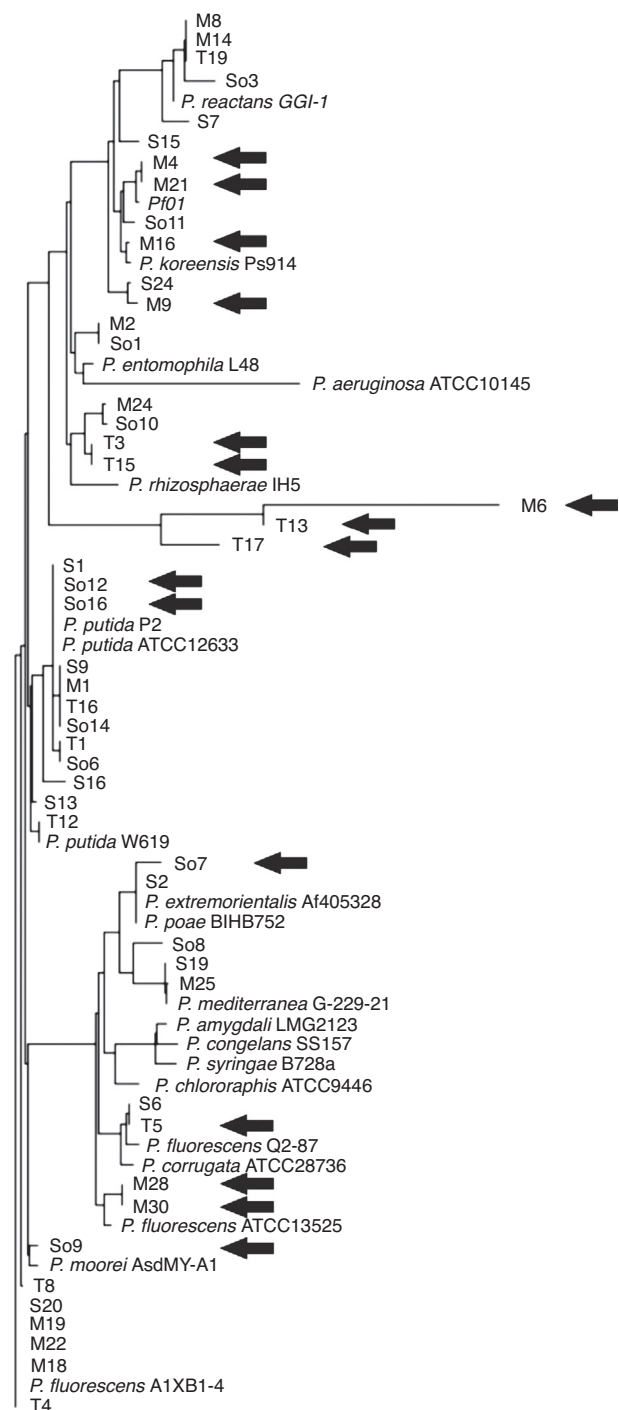 M8
M14
T19
So3
P. reactans GGI-1
S7
S15
M4
M21
Pf01
So11
M16
P. koreensis Ps914
S24
M9
M2
So1
P. entomophila L48
P. aeruginosa ATCC10145
M24
So10
T3
T15
P. rhizosphaerae IH5
M6
T13
T17
S1
So12
So16
P. putida P2
P. putida ATCC12633
S9
M1
T16
So14
T1
So6
S16
S13
T12
P. putida W619
So7
S2
P. extremorientalis Af405328
P. poae BIHB752
So8
S19
M25
P. mediterranea G-229-21
P. amygdali LMG2123
P. congelans SS157
P. syringae B728a
P. chlororaphis ATCC9446
S6
T5
P. fluorescens Q2-87
P. corrugata ATCC28736
M28
M30
P. fluorescens ATCC13525
So9
P. moorei AsdMY-A1
T8
S20
M19
M22
M18
P. fluorescens A1XB1-4
T4